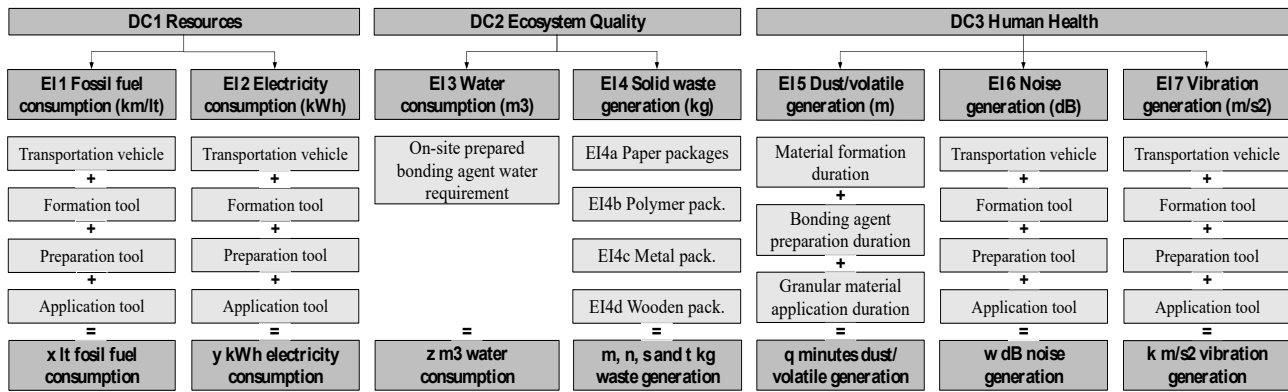 DC1 Resources
DC2 Ecosystem Quality
DC3 Human Health
EI1 Fossil fuel
consumption (km/lt)
EI2 Electricity
consumption (kWh)
EI3 Water
consumption (m3)
EI4 Solid waste
generation (kg)
EI5 Dust/volatile
generation (m)
EI6 Noise
generation (dB)
EI7 Vibration
generation (m/s2)
Transportation vehicle
+
Formation tool
+
Preparation tool
+
Application tool
=
x lt fosil fuel
consumption
Transportation vehicle
+
Formation tool
+
Preparation tool
+
Application tool
=
y kWh electricity
consumption
On-site prepared
bonding agent water
requirement
=
z m3 water
consumption
EI4a Paper packages
EI4b Polymer pack.
EI4c Metal pack.
EI4d Wooden pack.
=
m, n, s and t kg
waste generation
Material formation
duration
+
Bonding agent
preparation duration
+
Granular material
application duration
=
q minutes dust/
volatile generation
Transportation vehicle
+
Formation tool
+
Preparation tool
+
Application tool
=
w dB noise
generation
Transportation vehicle
+
Formation tool
+
Preparation tool
+
Application tool
=
k m/s2 vibration
generation